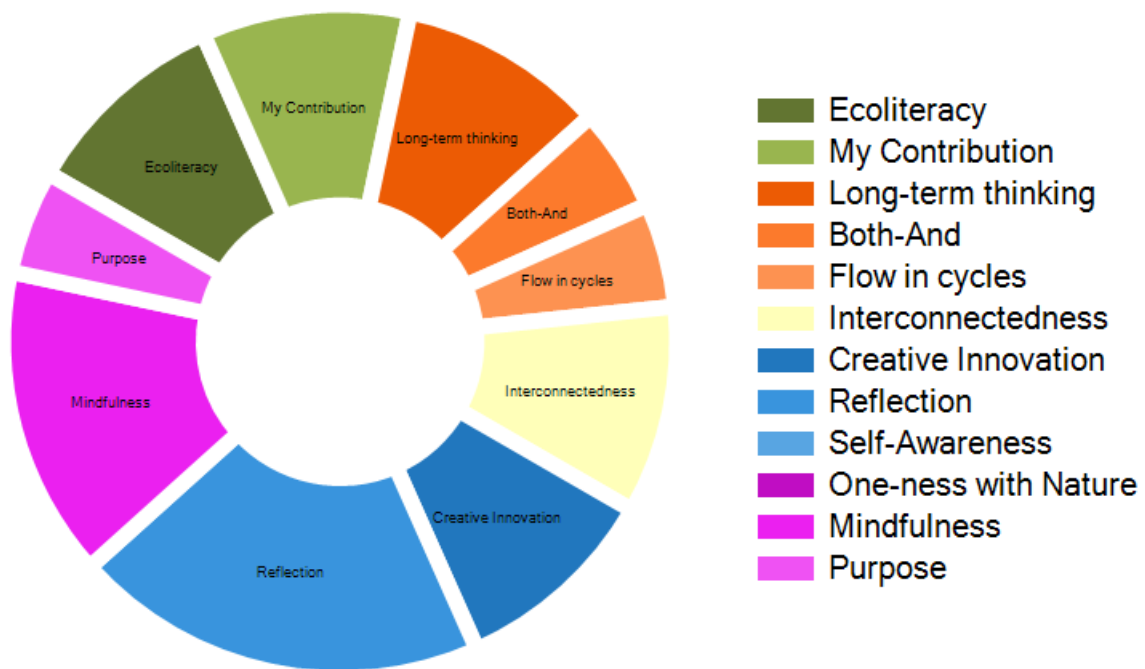 My Contribution
Long-term thinking
Ecoliteracy
Both-And
Purpose
Flow in cycles
Mindfulness
Interconnectedness
Creative Innovation
Reflection
Ecoliteracy
My Contribution
Long-term thinking
Both-And
Flow in cycles
Interconnectedness
Creative Innovation
Reflection
Self-Awareness
One-ness with Nature
Mindfulness
Purpose